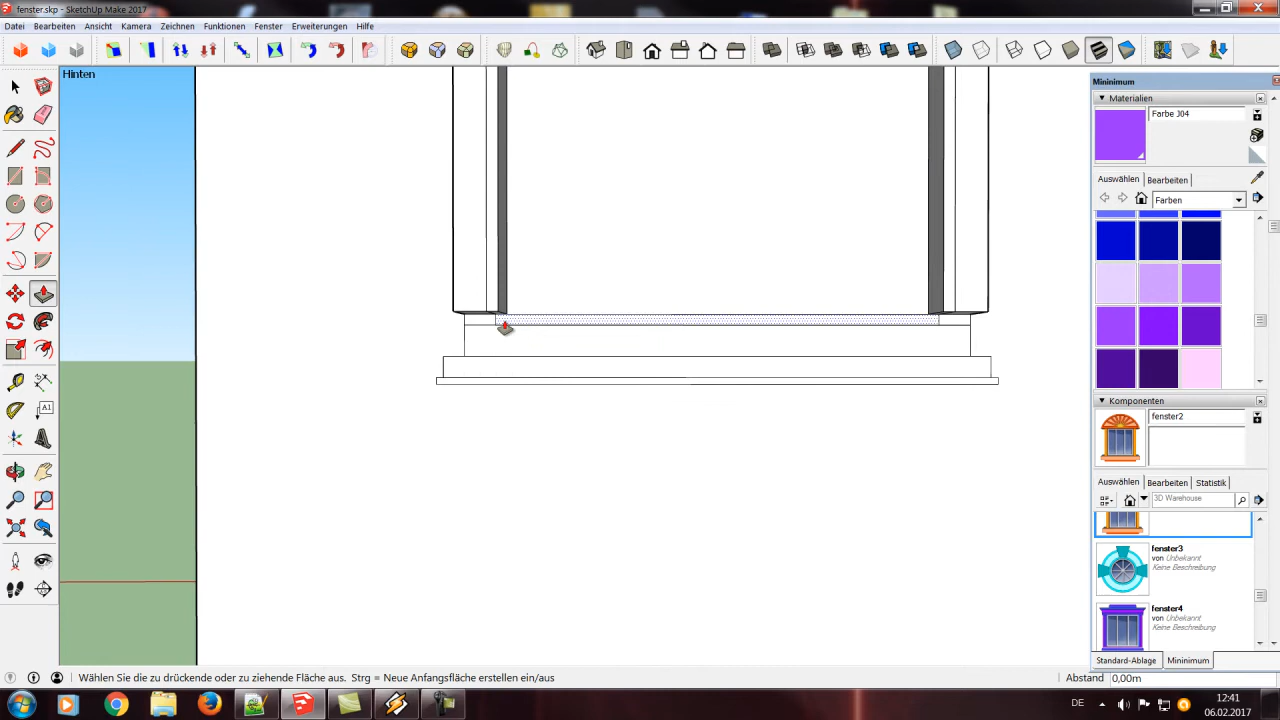 fenster.skp - SketchUp Make 2017
Datei Bearbeiten Ansicht Kamera Zeichnen Fenster Erweiterungen Hilfe
Hinten
Mininimum
Materialien
Farbe J04
Auswählen Bearbeiten
Farben
Komponenten
fenster2
Auswählen Bearbeiten Statistik
3D Warehouse
fenster3
von Unbekannt
Keine Beschreibung
fenster4
von Unbekannt
Keine Beschreibung
Standard-Ablage Mininimum
A1
Wählen Sie die zu drückende oder zu ziehende Fläche aus. Strg = Neue Anfangsfläche erstellen ein/aus
Abstand 0,00m
DE
12:41
06.02.2017